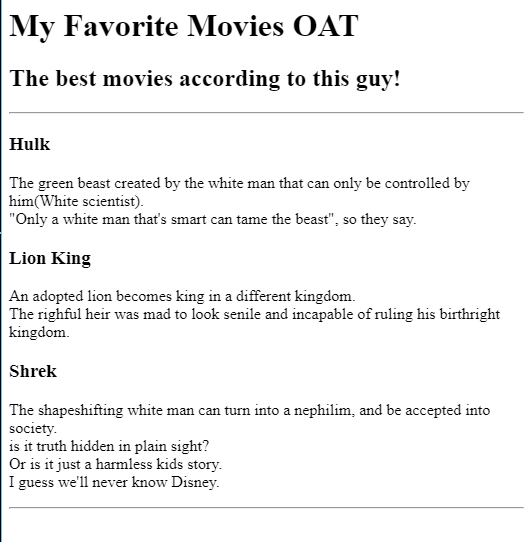 My Favorite Movies OAT
The best movies according to this guy!
Hulk
The green beast created by the white man that can only be controlled by
him(White scientist).
"Only a white man that's smart can tame the beast", so they say.
Lion King
An adopted lion becomes king in a different kingdom.
The righful heir was mad to look senile and incapable of ruling his birthright
kingdom.
Shrek
The shapeshifting white man can turn into a nephilim, and be accepted into
society.
is it truth hidden in plain sight?
Or is it just a harmless kids story.
I guess we'll never know Disney.